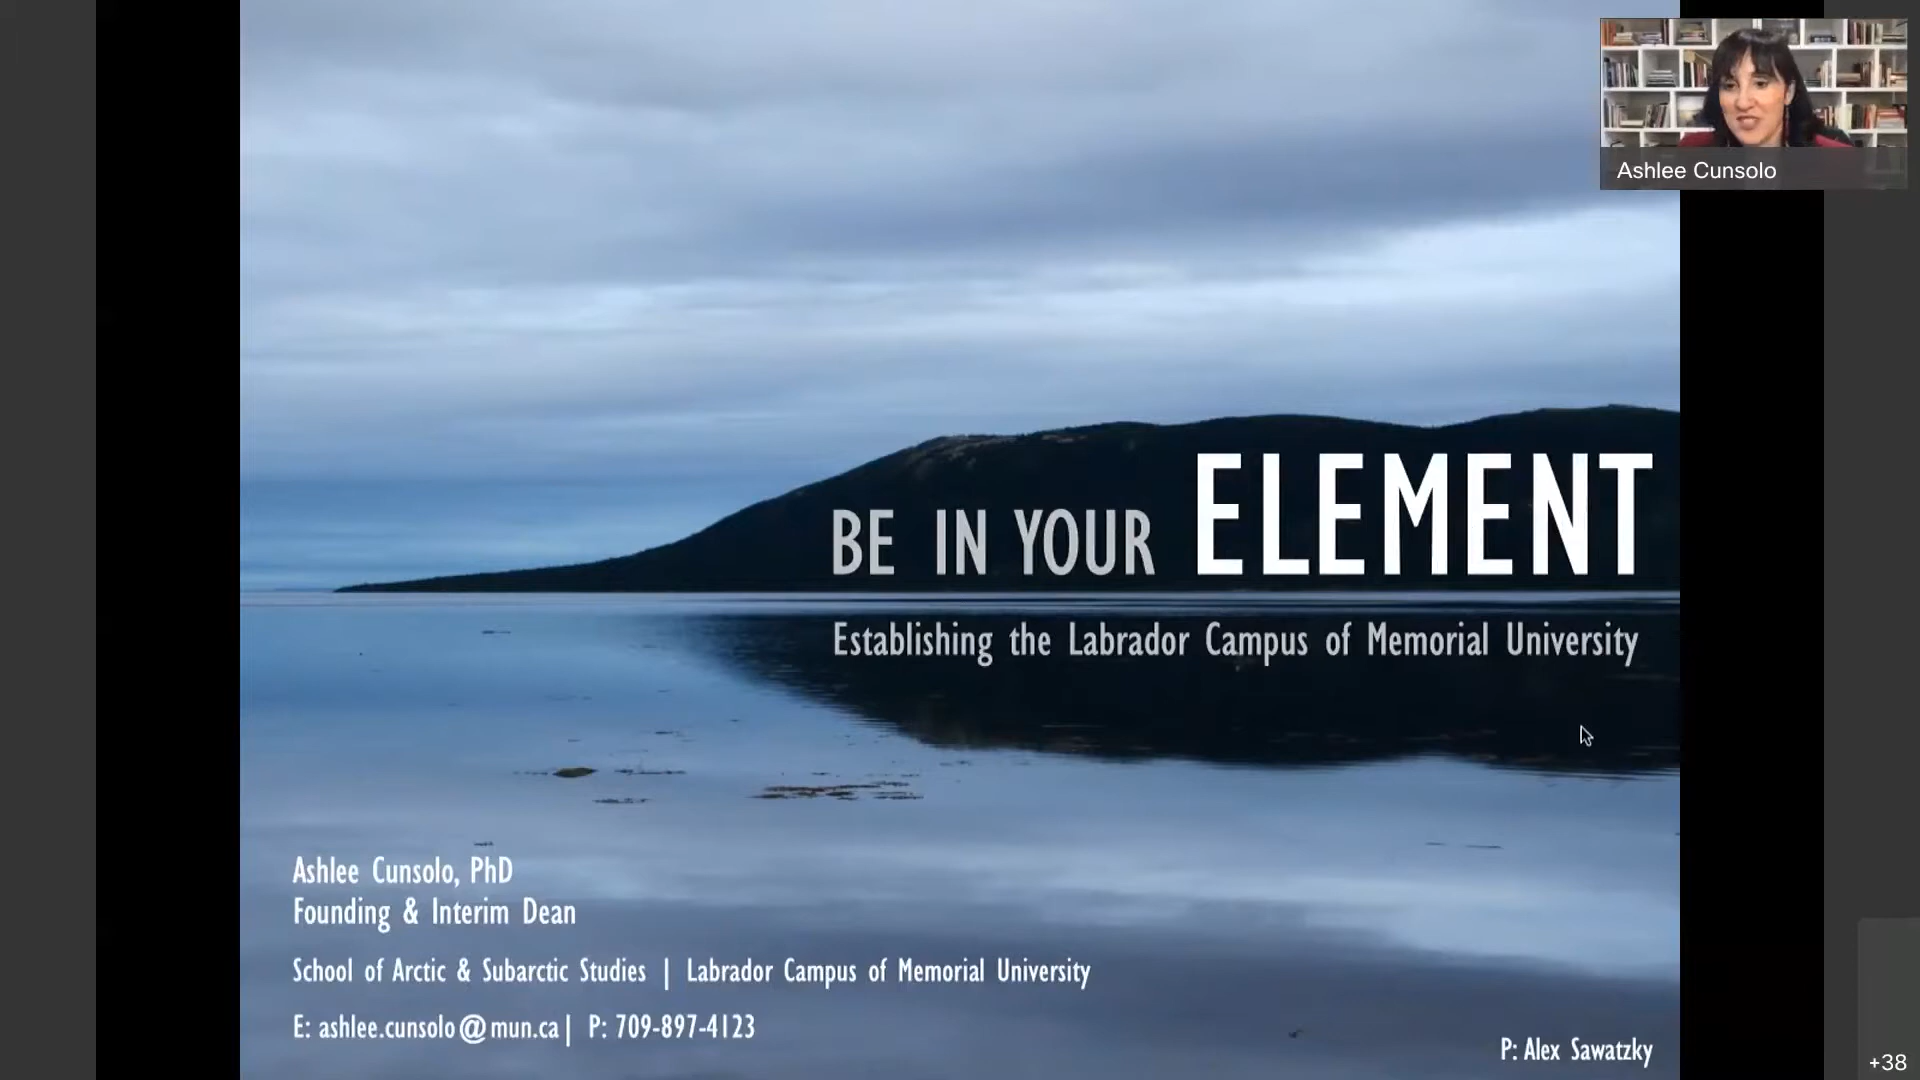 Ashlee Cunsolo
BE IN YOUR ELEMENT
Establishing the Labrador Campus of Memorial University
Ashlee Cunsolo, PhD
Founding & Interim Dean
School of Arctic & Subarctic Studies | Labrador Campus of Memorial University
E: ashlee.cunsolo@mun.ca| P: 709-897-4123
P: Alex Sawatzky
+38